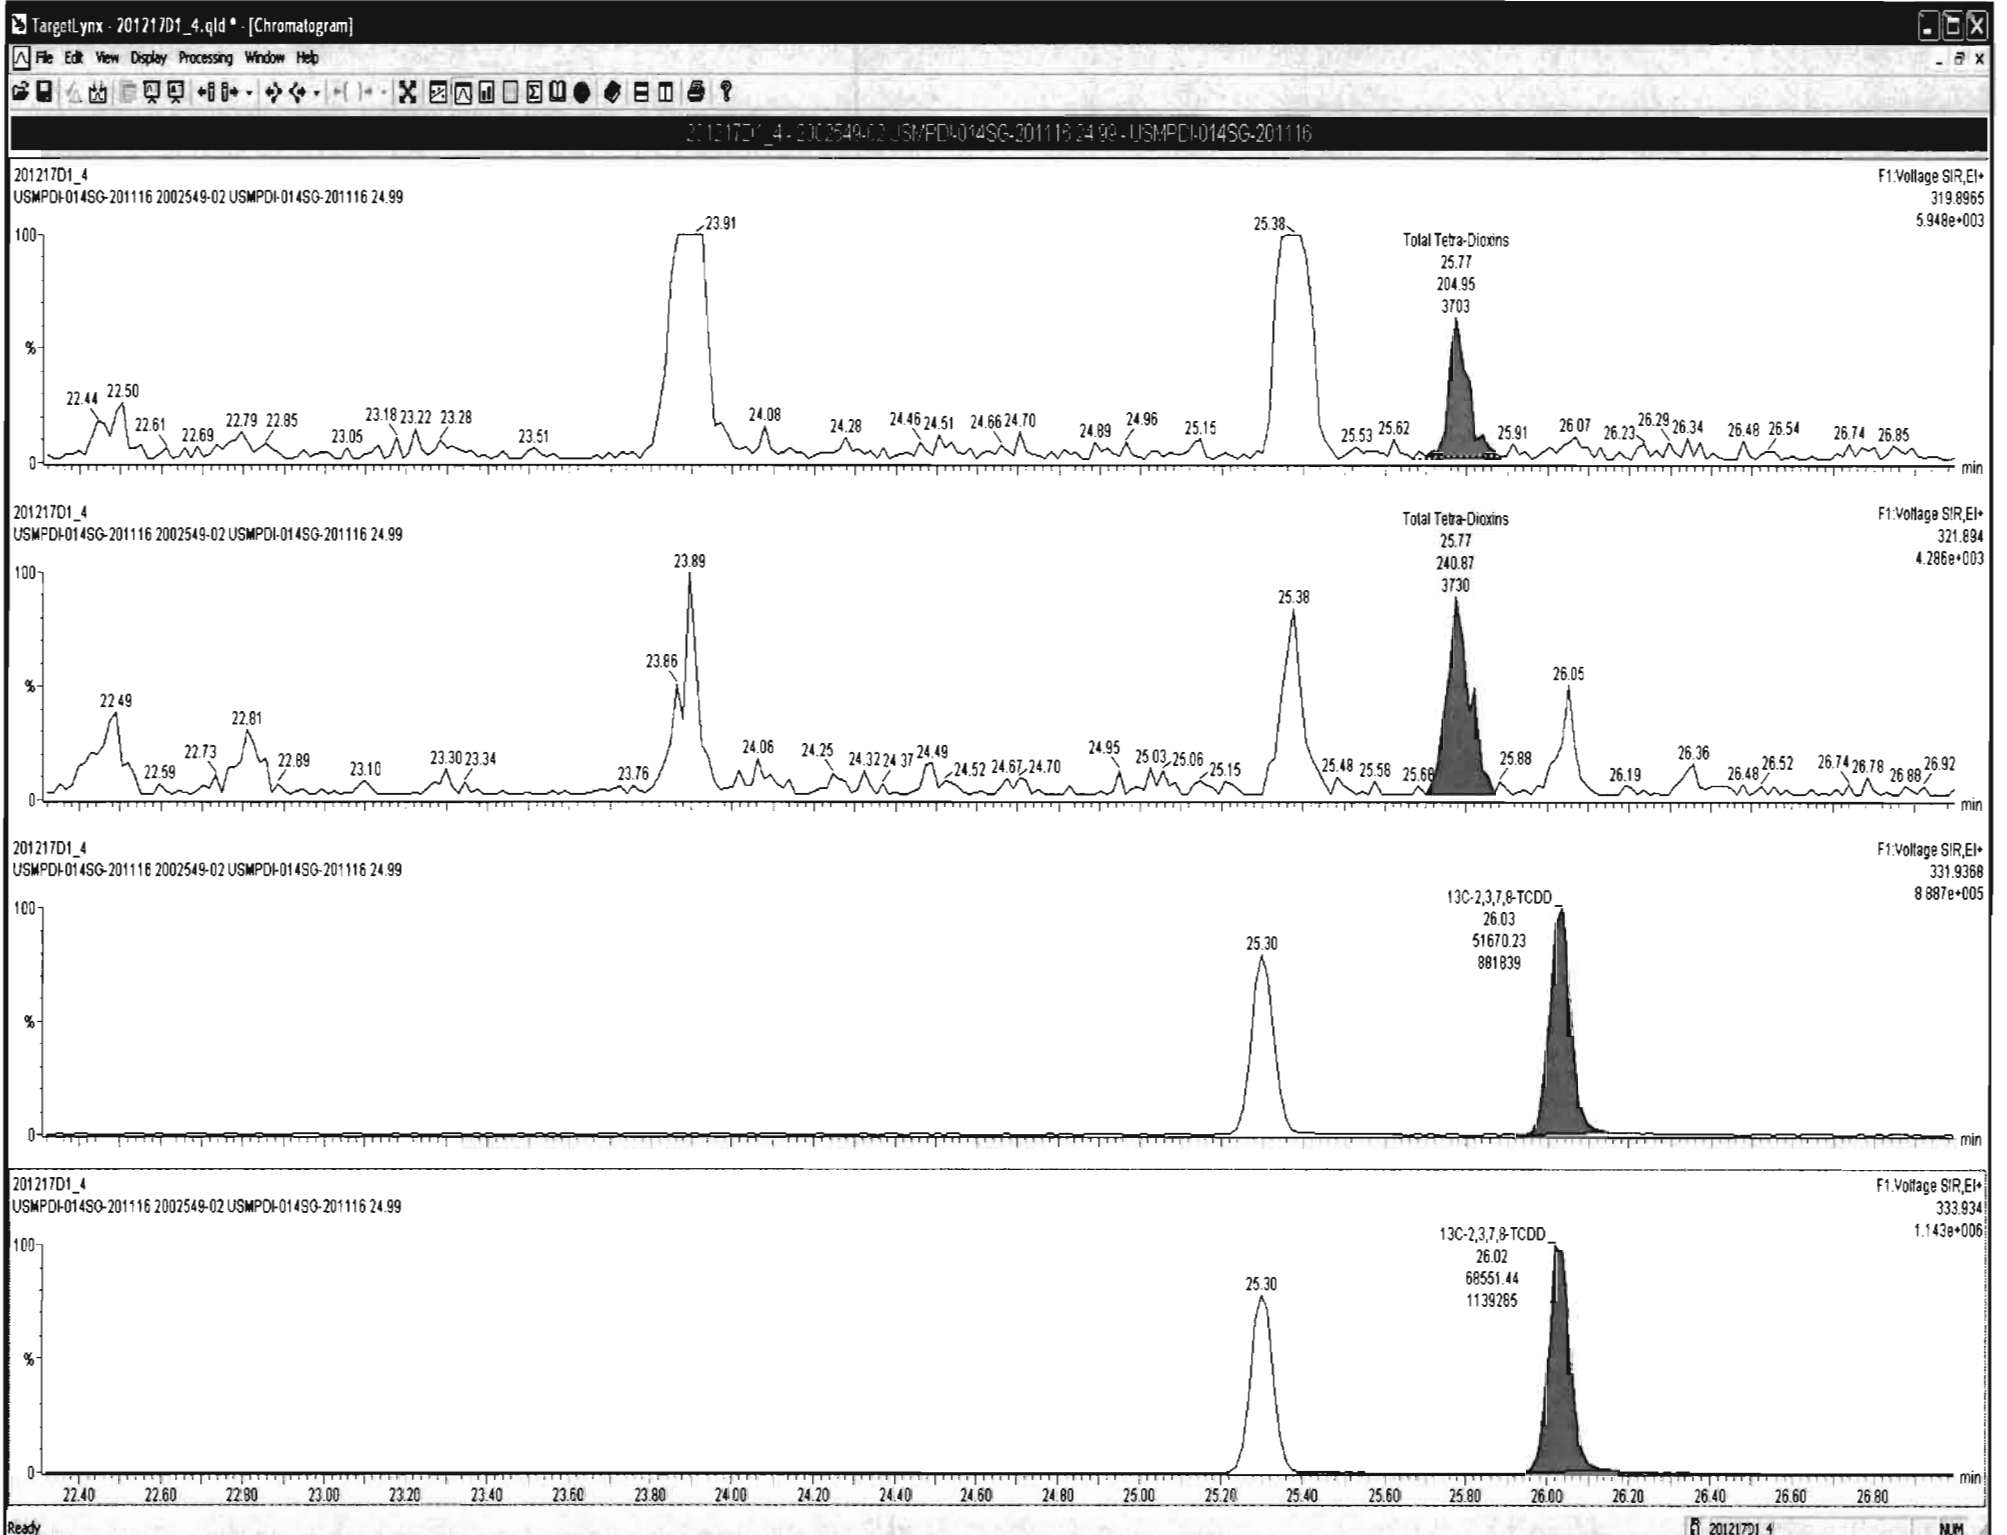 TargetLynx - 201217D1_4.qld * - [Chromatogram]
File Edit View Display Processing Window Help
201217D1_4 - 2002549-02 USMPDI-014SG-201116 24.99 - USMPDI-014SG-201116
201217D1_4
USMPDI-014SG-201116 2002549-02 USMPDI-014SG-201116 24.99
F1:Voltage SIR,EI+
319.8965
5.948e+003
100
%
0
min
22.44 22.50 22.61 22.69 22.79 22.85 23.05 23.18 23.22 23.28 23.51 23.91 24.08 24.28 24.46 24.51 24.66 24.70 24.89 24.96 25.15 25.38 25.53 25.62
Total Tetra-Dioxins
25.77
204.95
3703
25.91 26.07 26.23 26.29 26.34 26.48 26.54 26.74 26.85
201217D1_4
USMPDI-014SG-201116 2002549-02 USMPDI-014SG-201116 24.99
F1:Voltage SIR,EI+
321.894
4.286e+003
100
%
0
min
22.49 22.59 22.73 22.81 22.89 23.10 23.30 23.34 23.76 23.86 23.89 24.06 24.25 24.32 24.37 24.49 24.52 24.67 24.70 24.95 25.03 25.06 25.15 25.38 25.48 25.58 25.68
Total Tetra-Dioxins
25.77
240.87
3730
25.88 26.05 26.19 26.36 26.48 26.52 26.74 26.78 26.88 26.92
201217D1_4
USMPDI-014SG-201116 2002549-02 USMPDI-014SG-201116 24.99
F1:Voltage SIR,EI+
331.9368
8.887e+005
100
%
0
min
25.30
13C-2,3,7,8-TCDD
26.03
51670.23
881839
201217D1_4
USMPDI-014SG-201116 2002549-02 USMPDI-014SG-201116 24.99
F1:Voltage SIR,EI+
333.934
1.143e+006
100
%
0
min
25.30
13C-2,3,7,8-TCDD
26.02
68551.44
1139285
22.40 22.60 22.80 23.00 23.20 23.40 23.60 23.80 24.00 24.20 24.40 24.60 24.80 25.00 25.20 25.40 25.60 25.80 26.00 26.20 26.40 26.60 26.80
Ready
201217D1_4
NUM